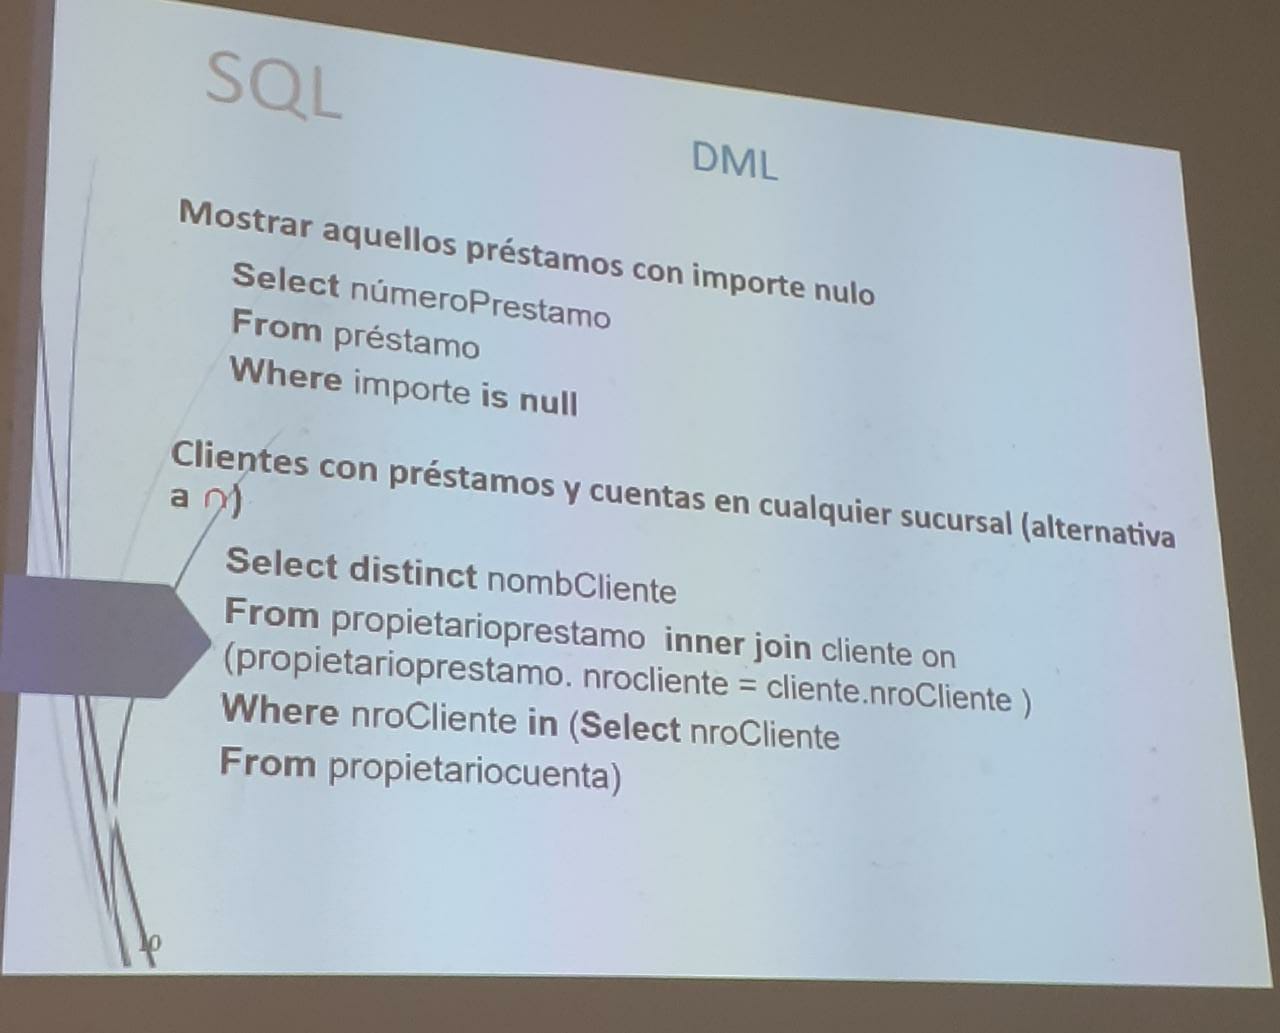 SQL
DML
Mostrar aquellos préstamos con importe nulo
Select númeroPrestamo
From préstamo
Where importe is null
Clientes con préstamos y cuentas en cualquier sucursal (alternativa
a ∩)
Select distinct nombCliente
From propietarioprestamo inner join cliente on
(propietarioprestamo. nrocliente = cliente.nroCliente )
Where nroCliente in (Select nroCliente
From propietariocuenta)
10